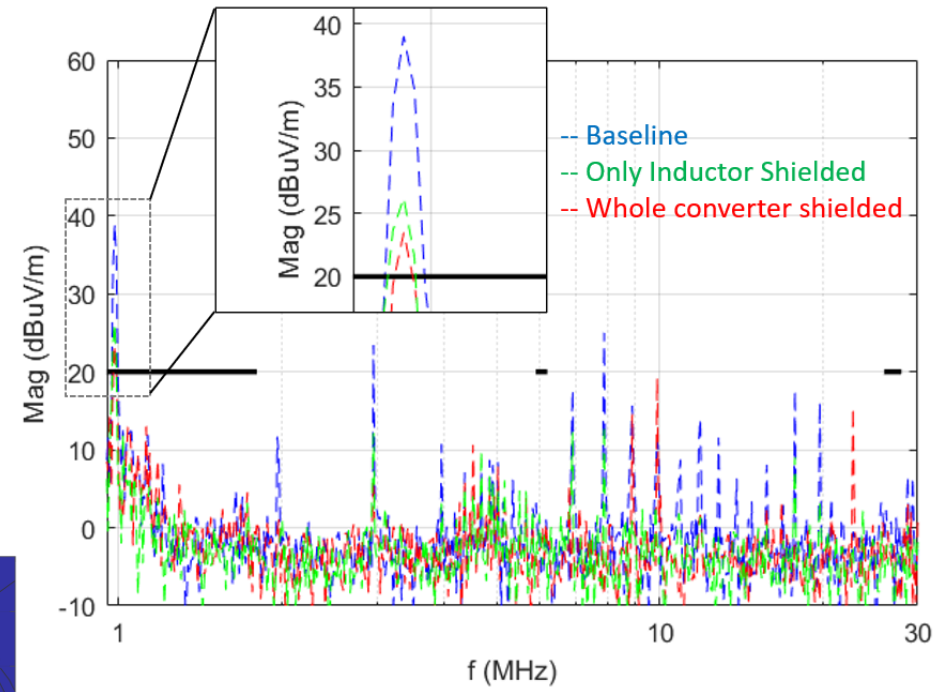 40
35
30
25
20
Mag (dBuV/m)
60
50
40
30
20
10
0
-10
Mag (dBuV/m)
-- Baseline
-- Only Inductor Shielded
-- Whole converter shielded
1
10
30
f (MHz)